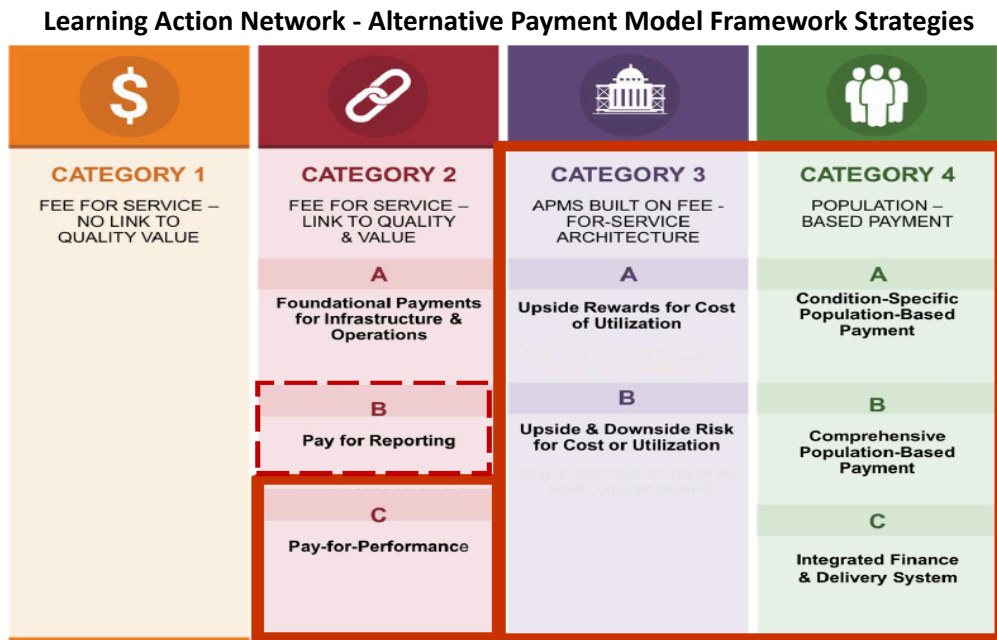 Learning Action Network - Alternative Payment Model Framework Strategies
$
CATEGORY 1
FEE FOR SERVICE –
NO LINK TO
QUALITY VALUE
CATEGORY 2
FEE FOR SERVICE –
LINK TO QUALITY
& VALUE
A
Foundational Payments
for Infrastructure &
Operations
B
Pay for Reporting
C
Pay-for-Performance
CATEGORY 3
APMS BUILT ON FEE -
FOR-SERVICE
ARCHITECTURE
A
Upside Rewards for Cost
of Utilization
B
Upside & Downside Risk
for Cost or Utilization
CATEGORY 4
POPULATION –
BASED PAYMENT
A
Condition-Specific
Population-Based
Payment
B
Comprehensive
Population-Based
Payment
C
Integrated Finance
& Delivery System